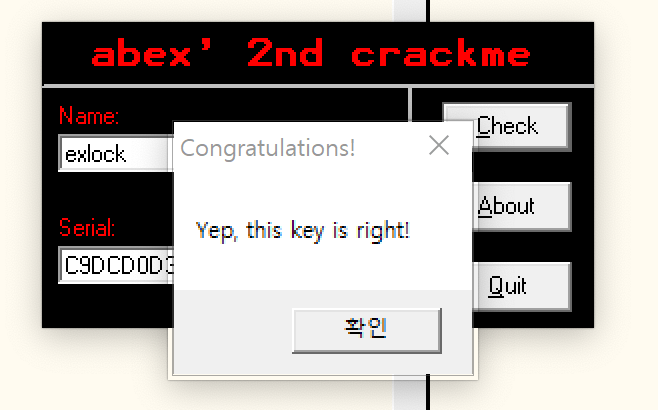 abex’ 2nd crackme
Name:
exlock
Serial:
C9DCD0D3
Check
About
Quit
Congratulations!
Yep, this key is right!
확인